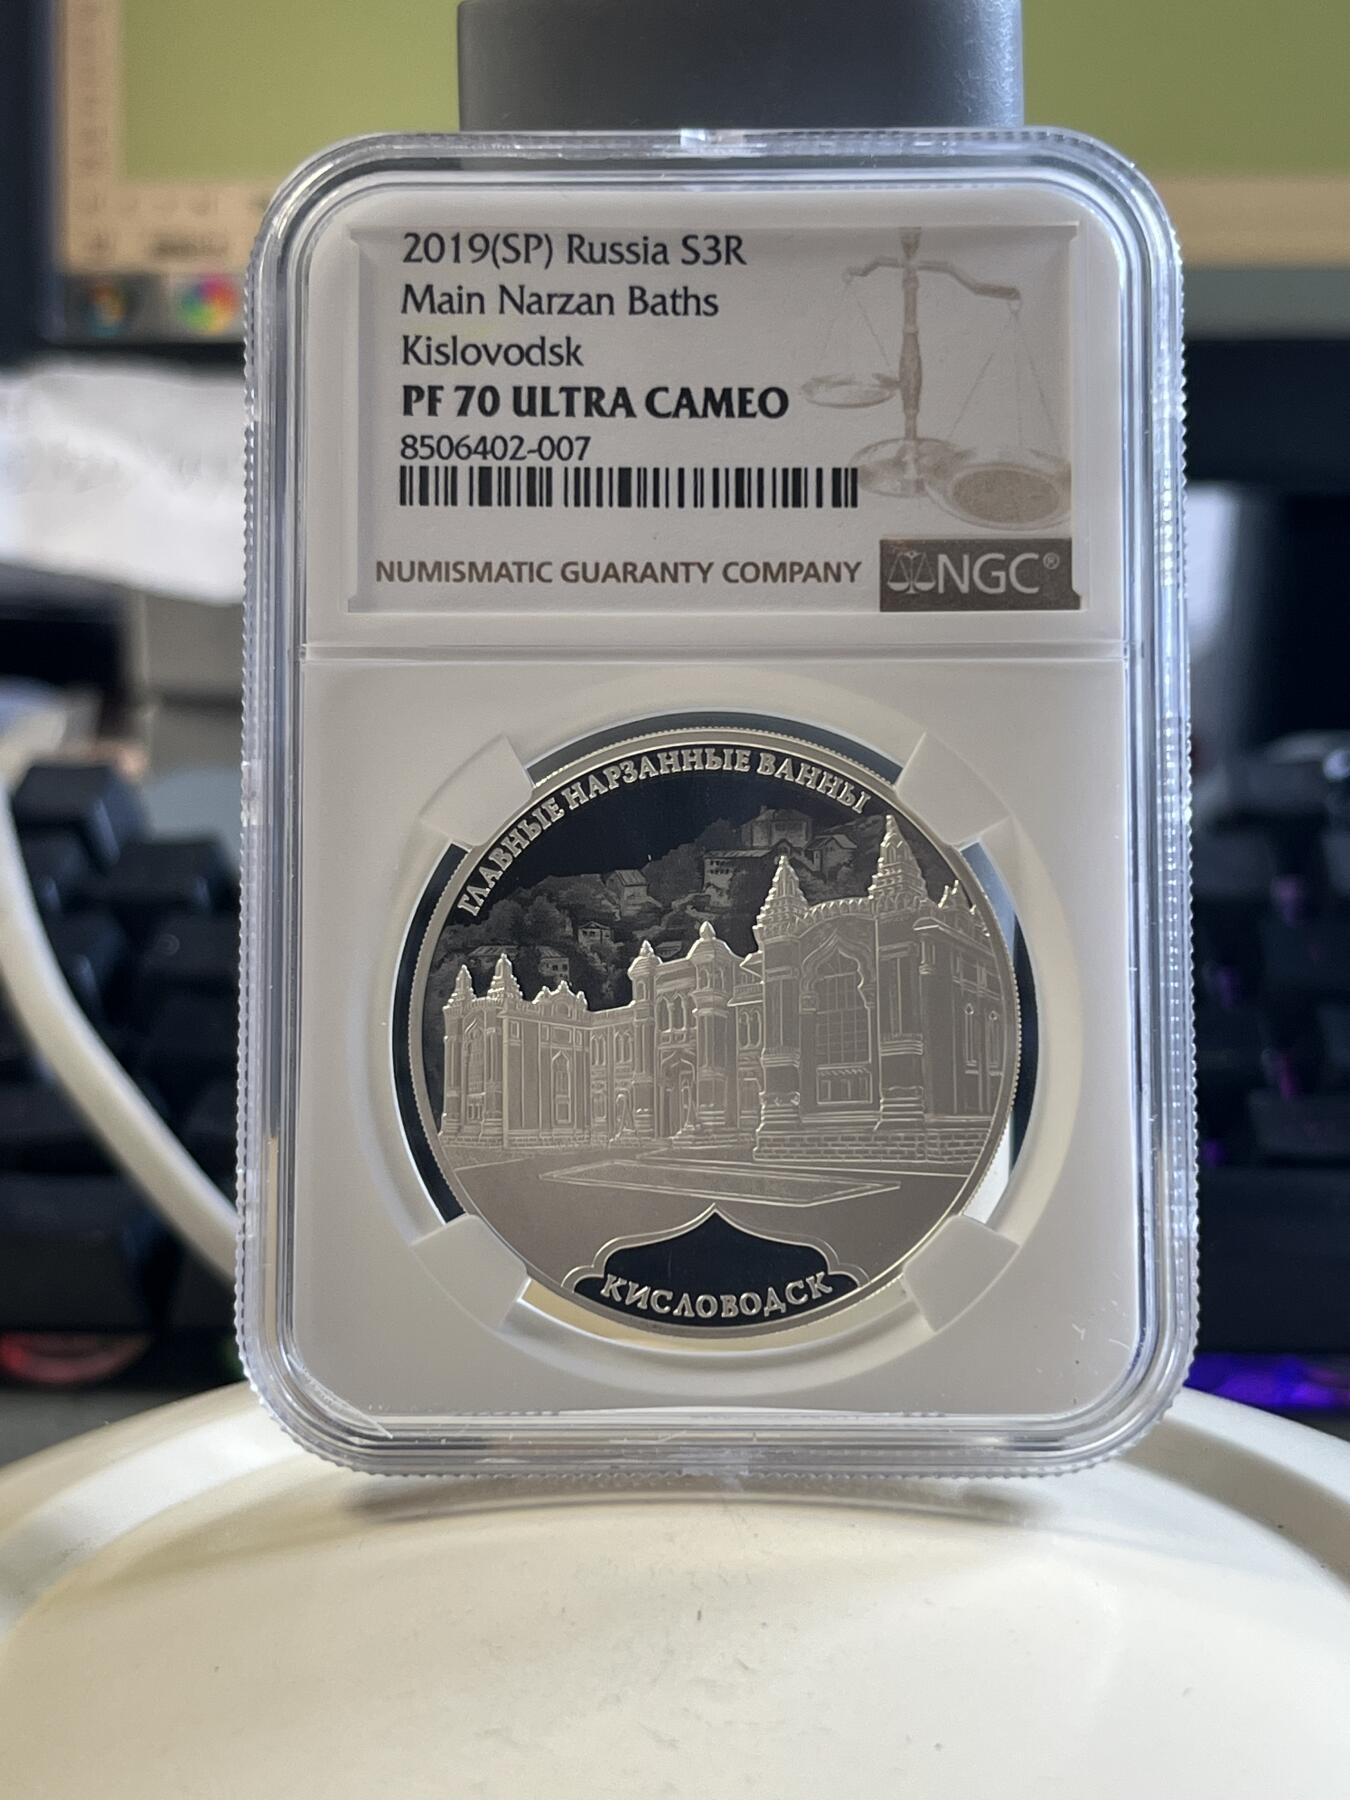 2019(SP) Russia S3R
Main Narzan Baths
Kislovodsk
PF 70 ULTRA CAMEO
8506402-007
NUMISMATIC GUARANTY COMPANY NGC®
ГЛАВНЫЕ НАРЗАННЫЕ ВАННЫ
КИСЛОВОДСК